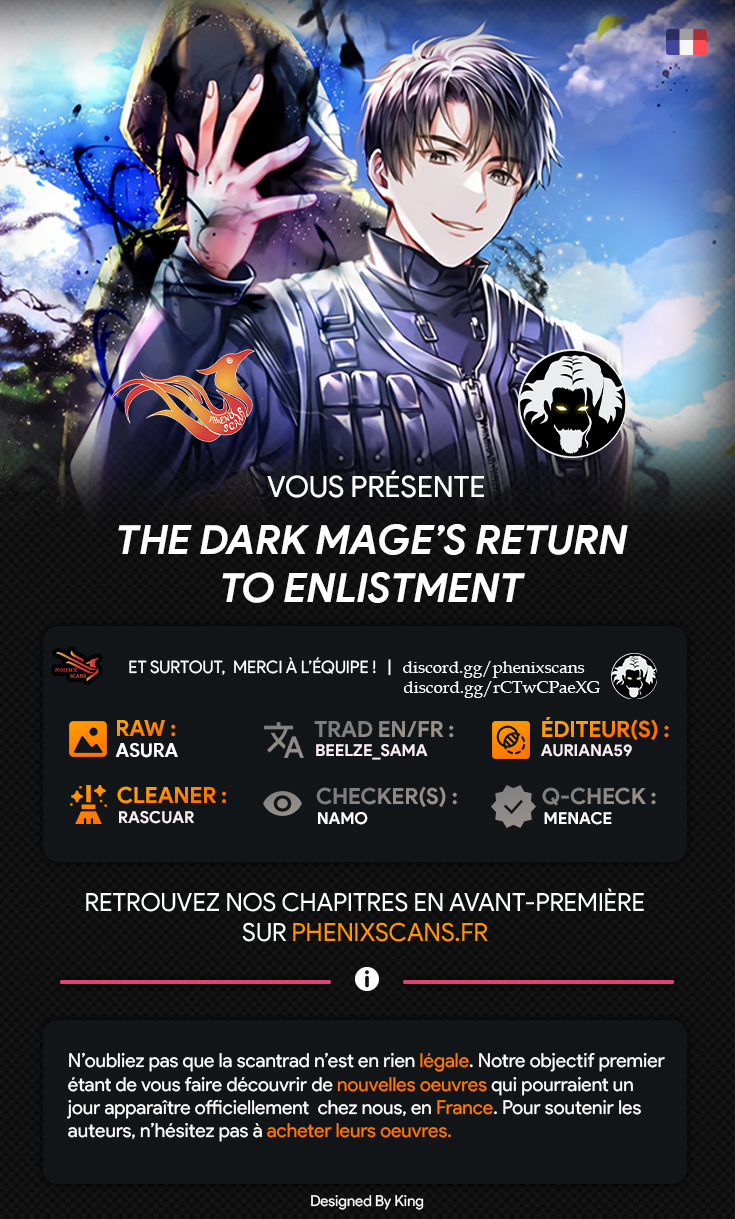 PHENIX
SCANS
VOUS PRÉSENTE
THE DARK MAGE'S RETURN
TO ENLISTMENT
PHOENIX
SCANS
ET SURTOUT, MERCI À L'ÉQUIPE ! | discord.gg/phenixscans
discord.gg/rCTwCPaeXG
RAW :
ASURA
TRAD EN/FR :
BEELZE_SAMA
ÉDITEUR(S) :
AURIANA59
CLEANER :
RASCUAR
CHECKER(S) :
NAMO
Q-CHECK :
MENACE
RETROUVEZ NOS CHAPITRES EN AVANT-PREMIÈRE
SUR PHENIXSCANS.FR
N'oubliez pas que la scantrad n'est en rien légale. Notre objectif premier
étant de vous faire découvrir de nouvelles oeuvres qui pourraient un
jour apparaître officiellement chez nous, en France. Pour soutenir les
auteurs, n'hésitez pas à acheter leurs oeuvres.
Designed By King